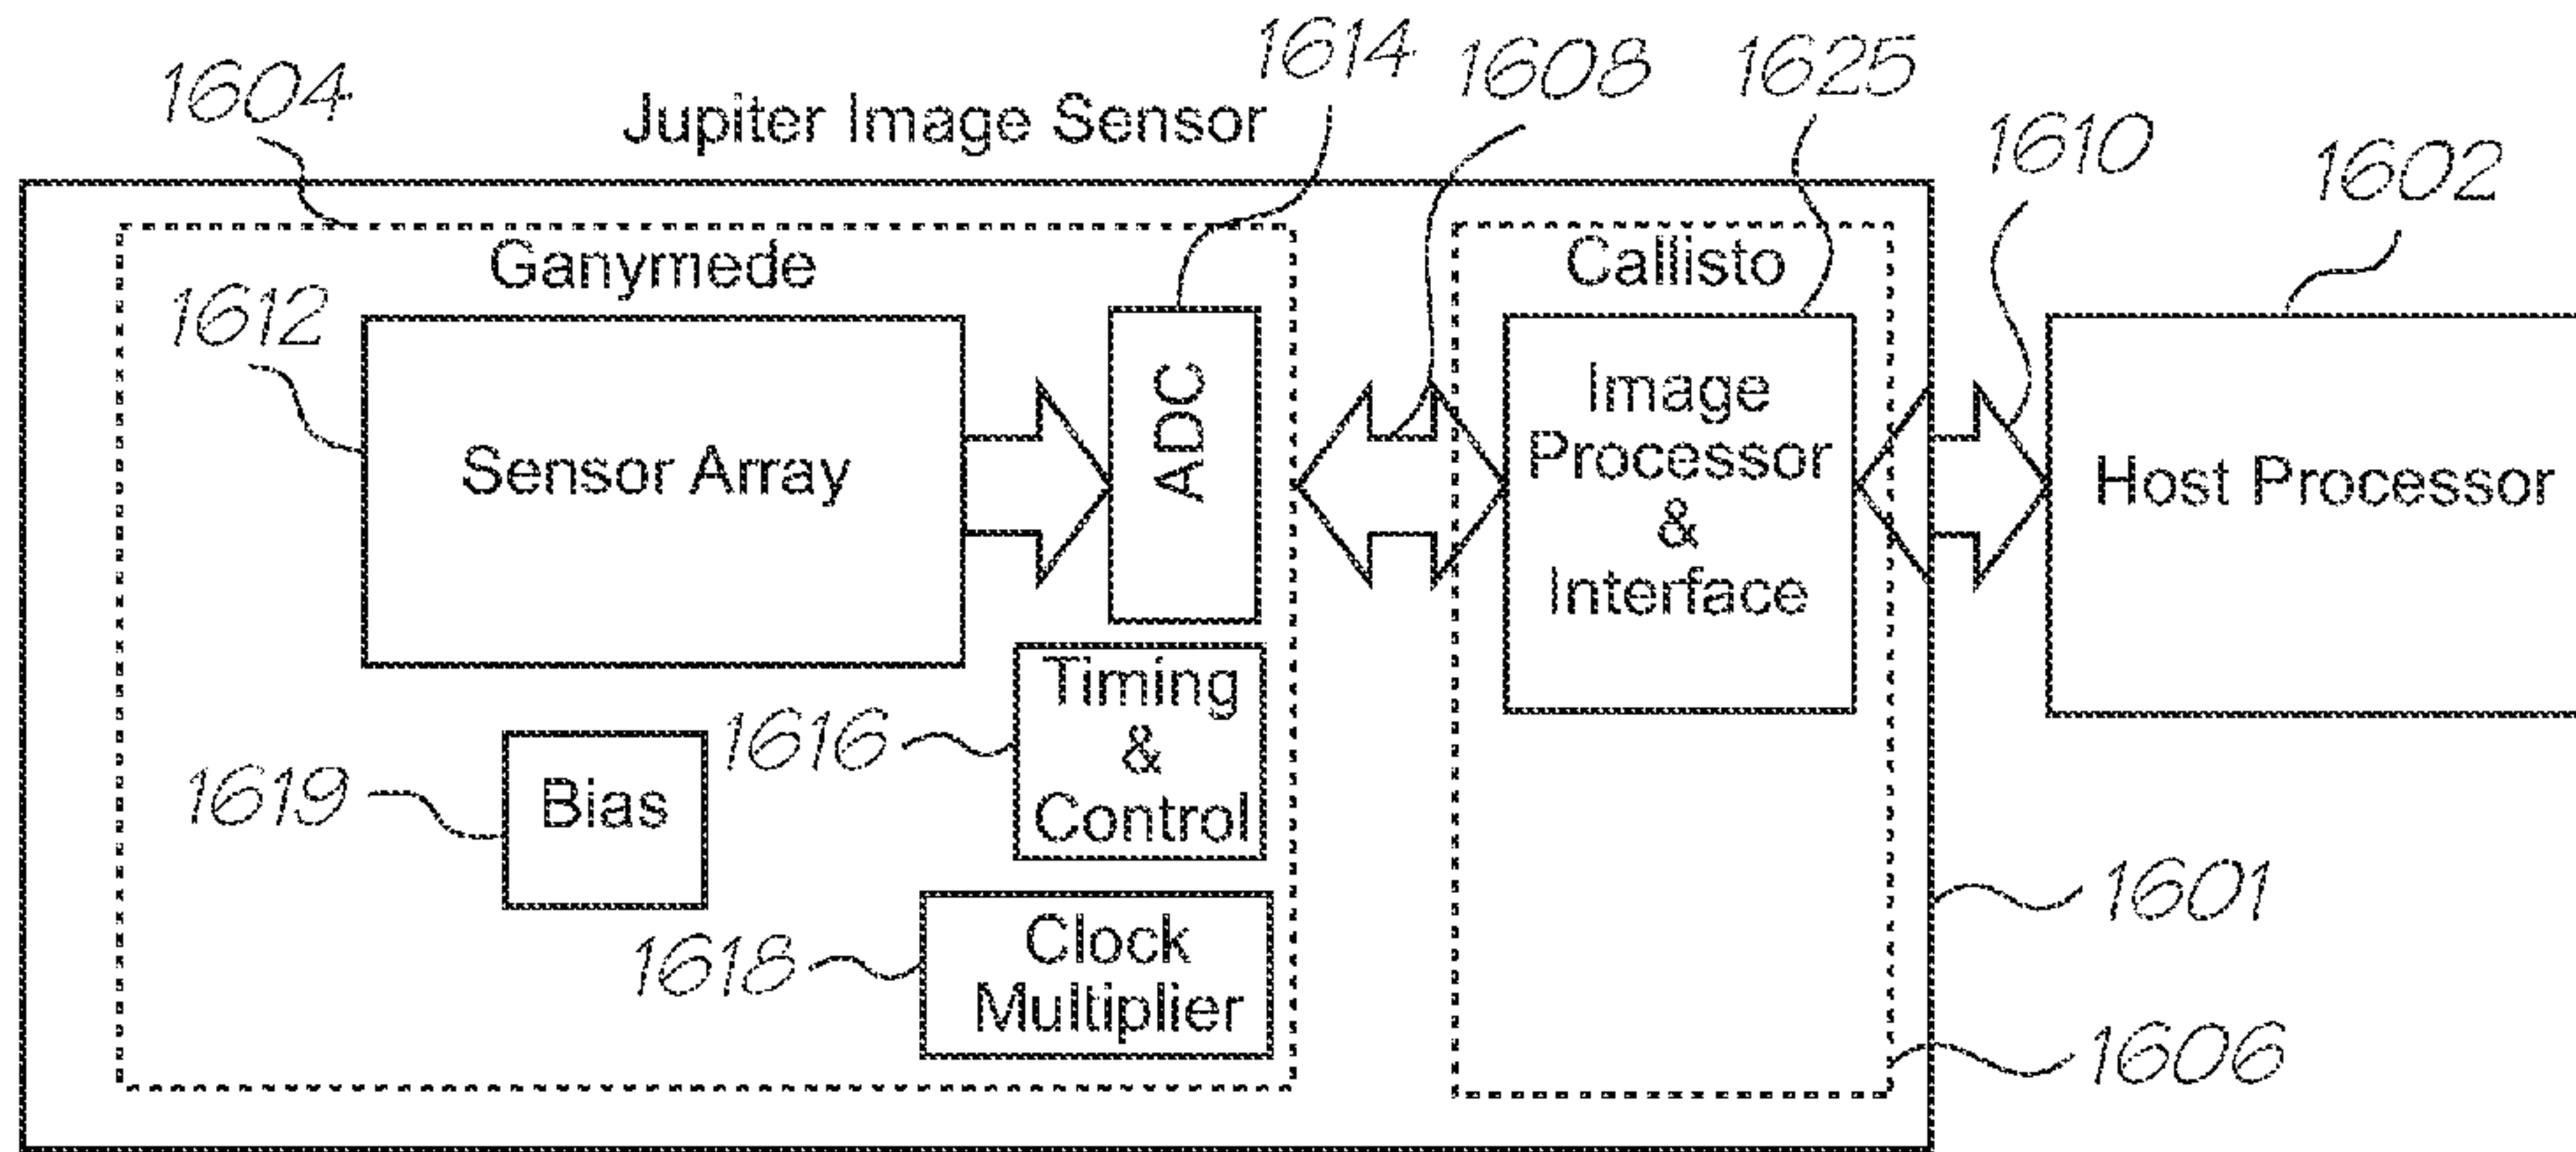 1614
1608
1625
1604
Jupiter Image Sensor
1610
1602
Ganymede
Callisto
1612
Sensor Array
ADC
Image
Processor
&
Interface
Host Processor
Timing
&
Control
1616
1619
Bias
1618
Clock
Multiplier
1601
1606